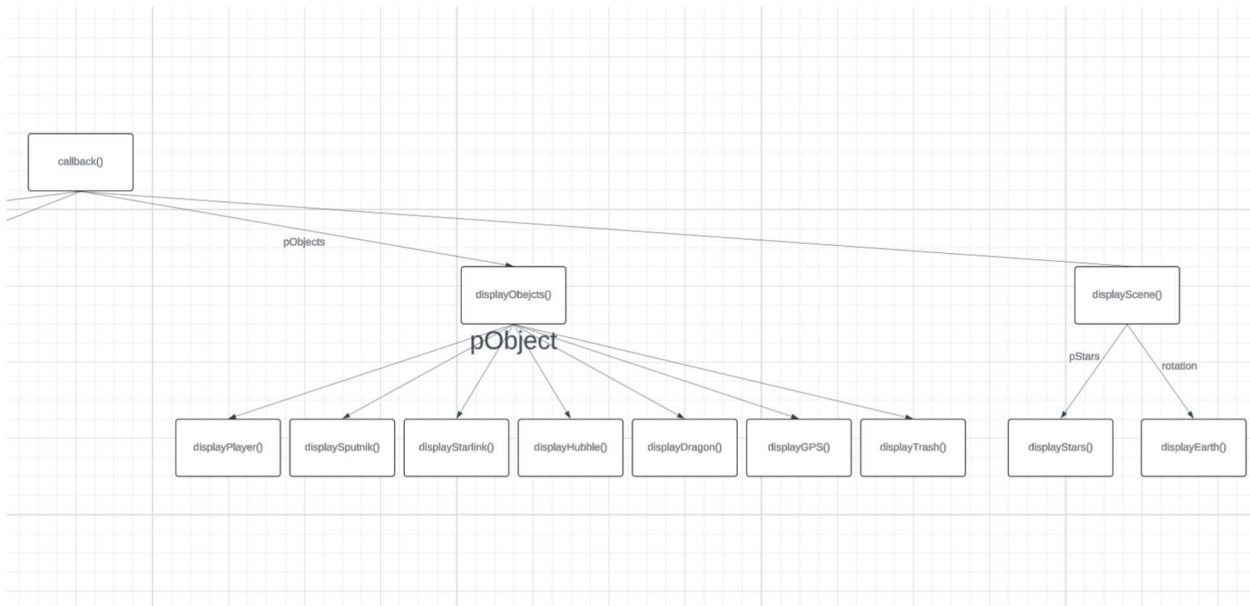 callback()
pObjects
displayObejcts()
displayScene()
pObject
pStars
rotation
displayPlayer()
displaySputnik()
displayStarlink()
displayHubble()
displayDragon()
displayGPS()
displayTrash()
displayStars()
displayEarth()